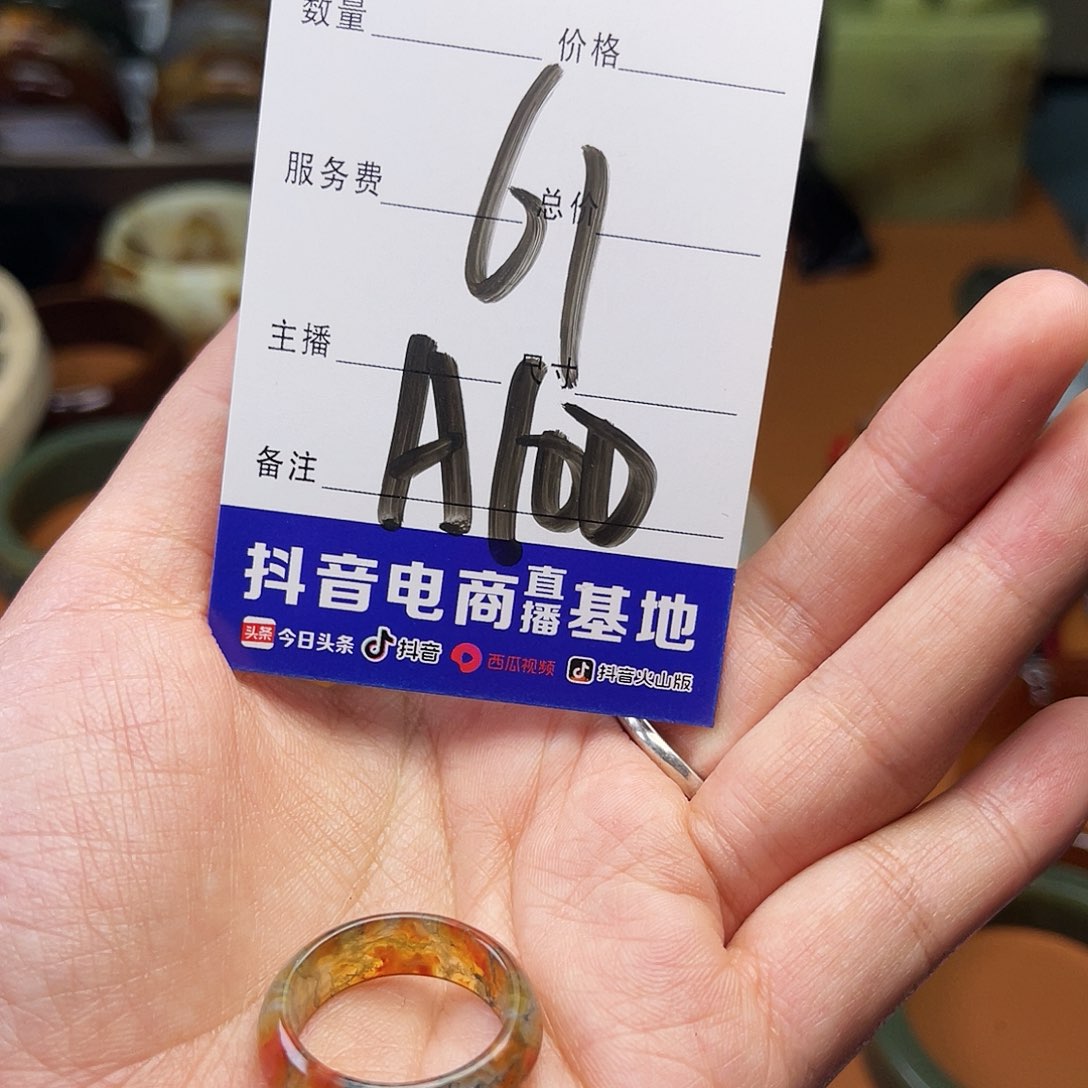 数量 价格
61
服务费 总价
主播 尺寸
A100
备注
抖音电商直播基地
头条 今日头条 抖音 西瓜视频 抖音火山版